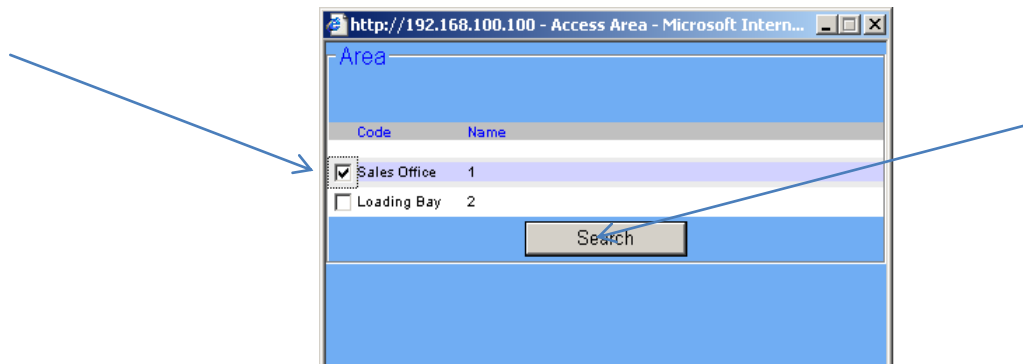 http://192.168.100.100 - Access Area - Microsoft Intern...
Area
Code Name
Sales Office 1
Loading Bay 2
Search